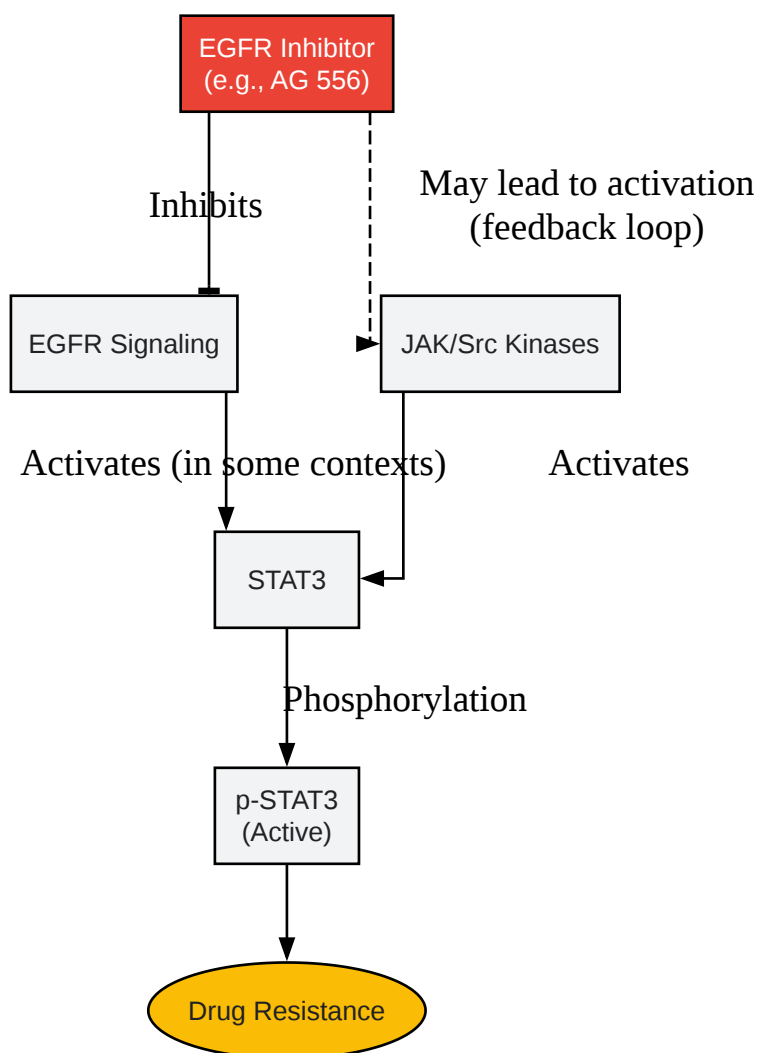 EGFR Inhibitor
(e.g., AG 556)
Inhibits
May lead to activation
(feedback loop)
EGFR Signaling
JAK/Src Kinases
Activates (in some contexts)
Activates
STAT3
Phosphorylation
p-STAT3
(Active)
Drug Resistance